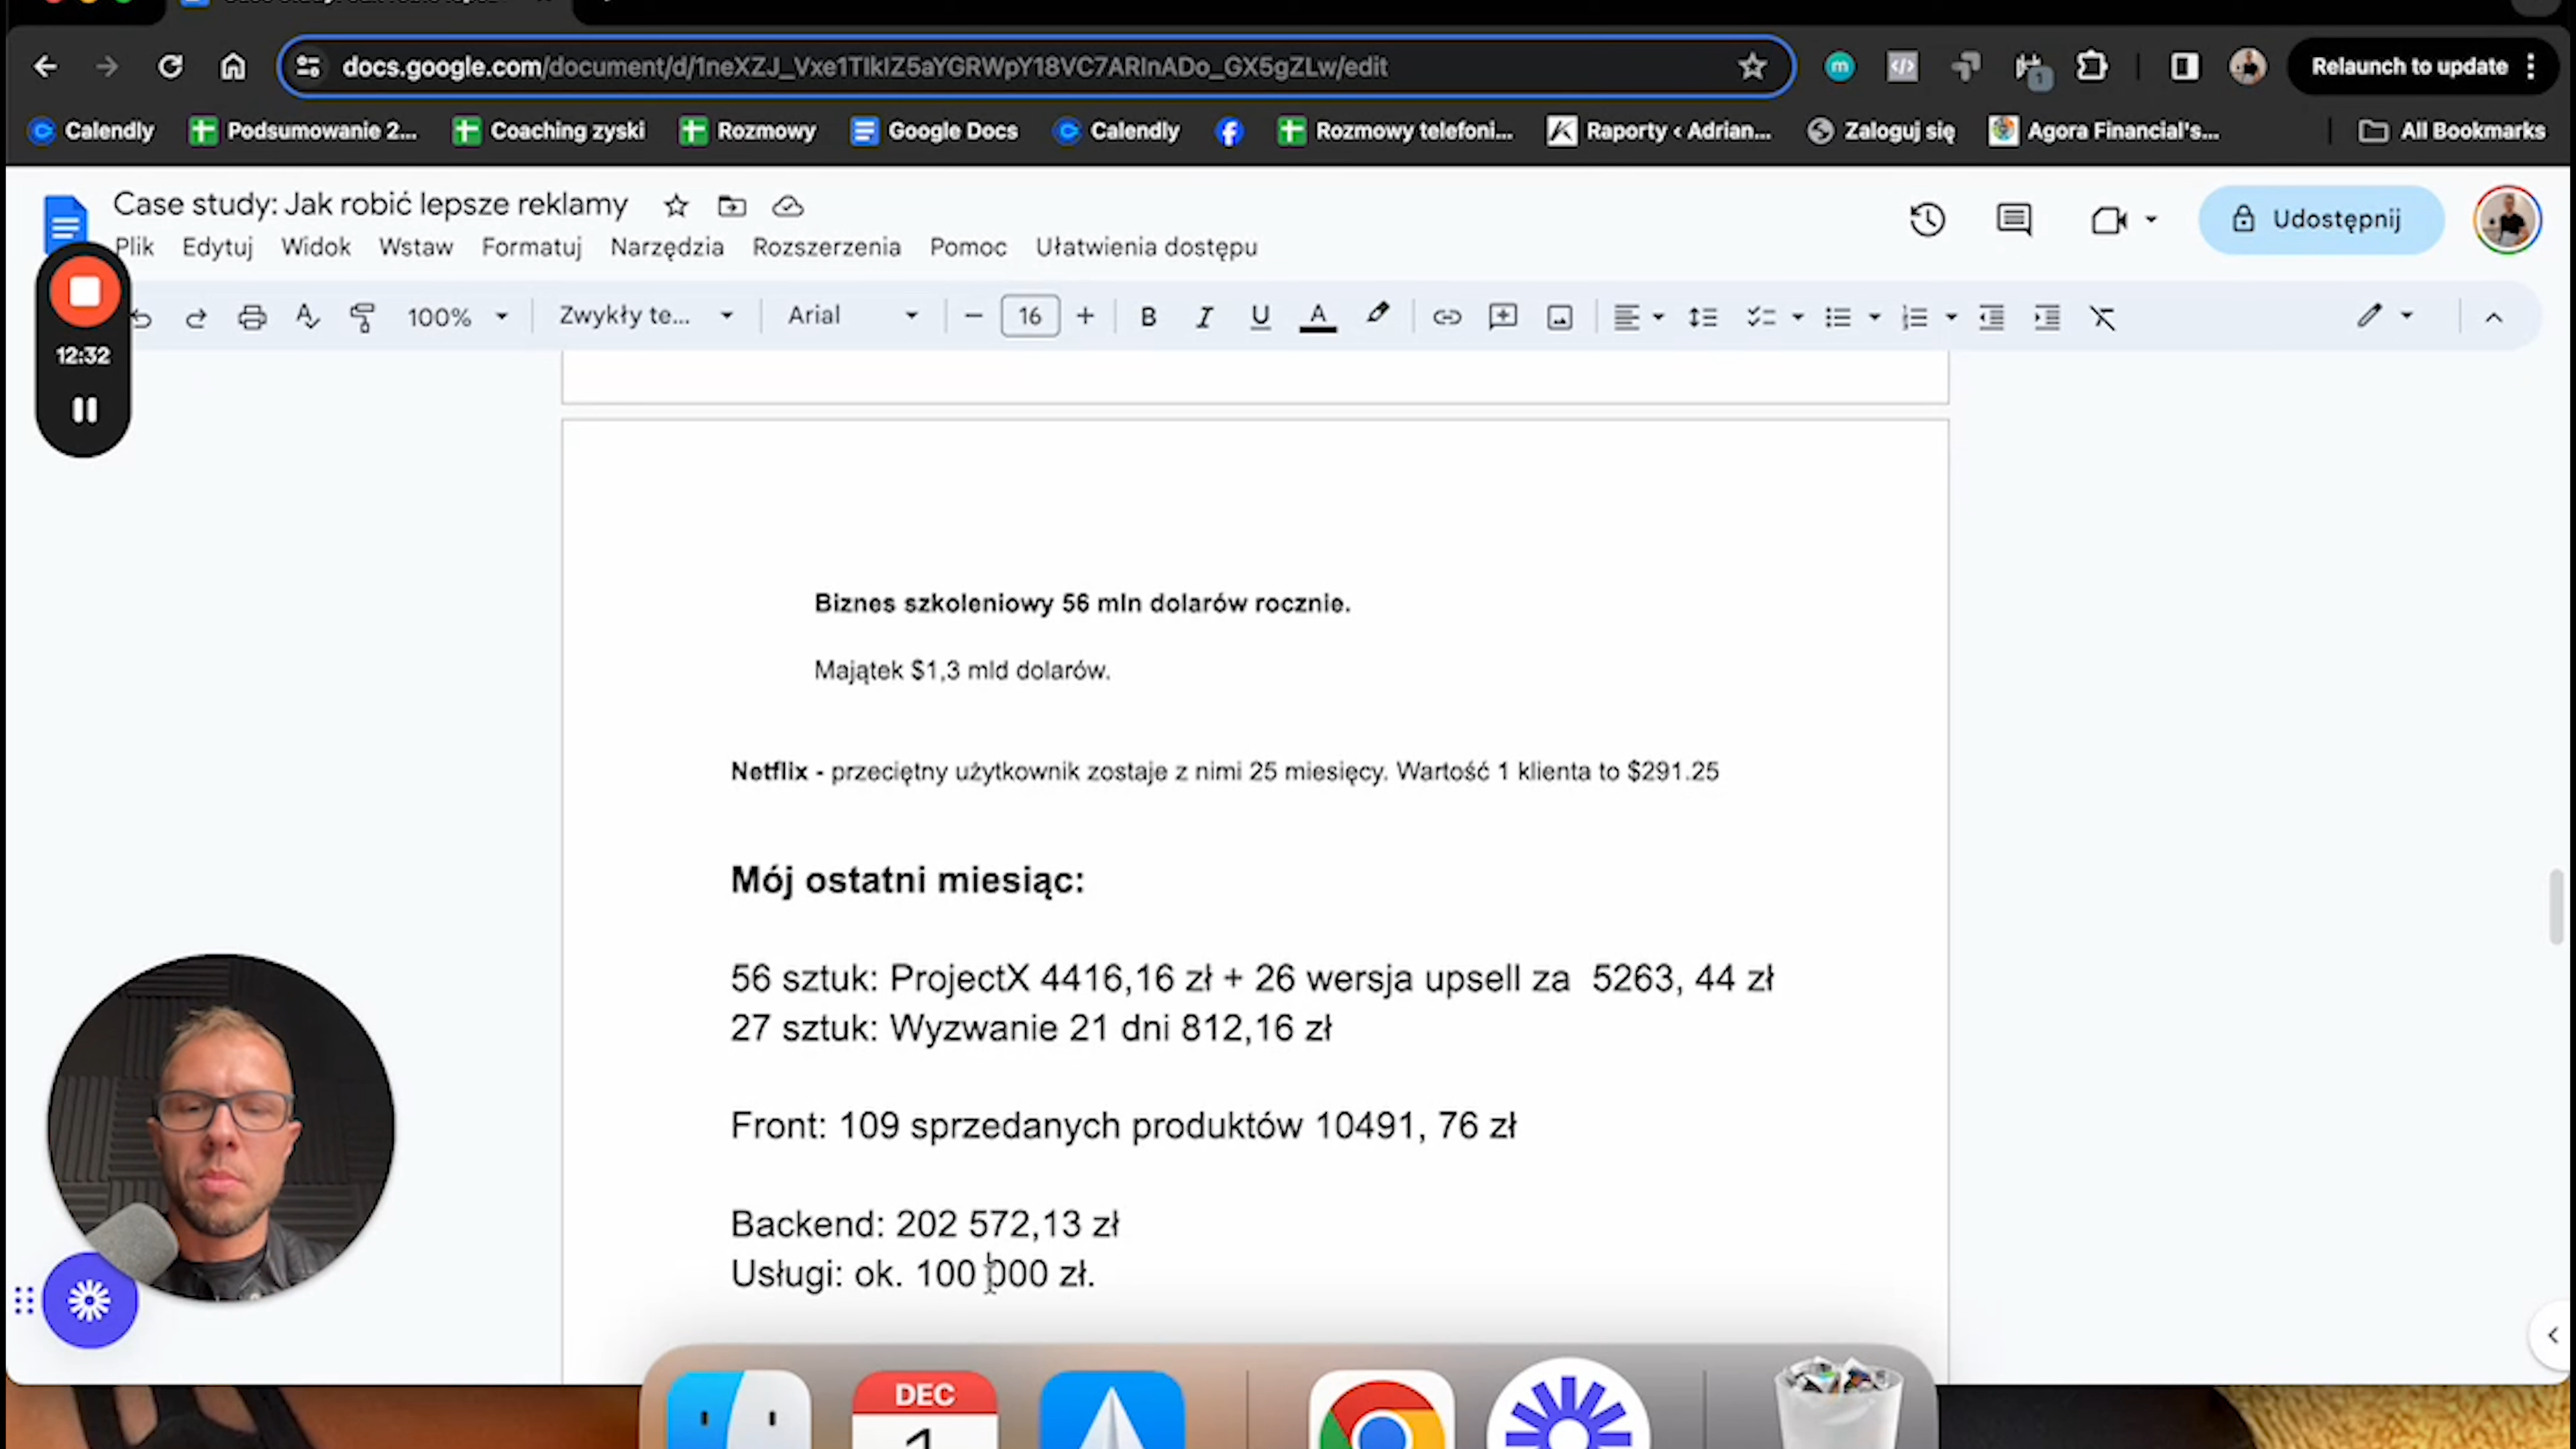 docs.google.com/document/d/1neXZJ_Vxe1TIkIZ5aYGRWpY18VC7ARInADo_GX5gZLw/edit
Relaunch to update
Calendly
Podsumowanie 2...
Coaching zyski
Rozmowy
Google Docs
Calendly
Rozmowy telefoni...
Raporty ‹ Adrian...
Zaloguj się
Agora Financial's...
All Bookmarks
Case study: Jak robić lepsze reklamy
Plik Edytuj Widok Wstaw Formatuj Narzędzia Rozszerzenia Pomoc Ułatwienia dostępu
Udostępnij
100% Zwykły te... Arial 16
12:32
Biznes szkoleniowy 56 mln dolarów rocznie.
Majątek $1,3 mld dolarów.
Netflix - przeciętny użytkownik zostaje z nimi 25 miesięcy. Wartość 1 klienta to $291.25
Mój ostatni miesiąc:
56 sztuk: ProjectX 4416,16 zł + 26 wersja upsell za 5263, 44 zł
27 sztuk: Wyzwanie 21 dni 812,16 zł
Front: 109 sprzedanych produktów 10491, 76 zł
Backend: 202 572,13 zł
Usługi: ok. 100 000 zł.
DEC